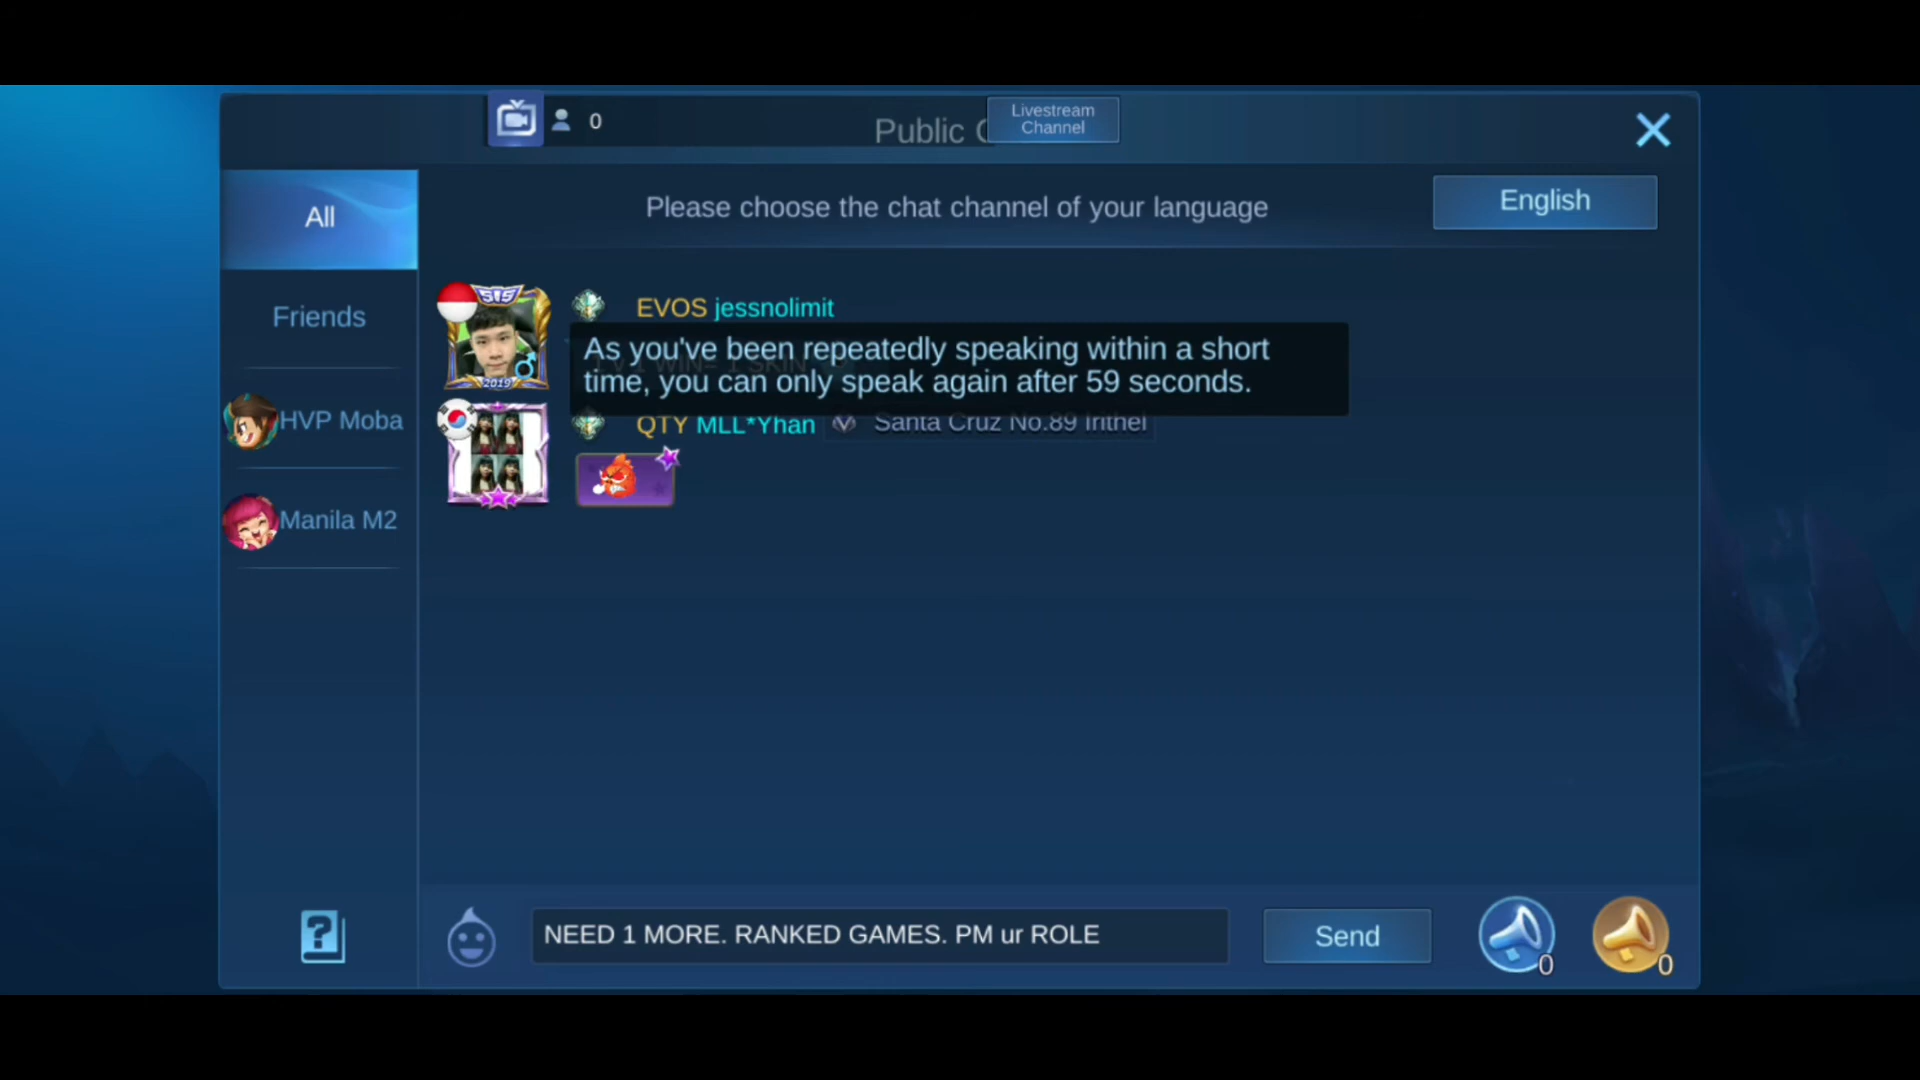 0
Public
Livestream
Channel
All
Please choose the chat channel of your language
English
Friends
515
2019
EVOS jessnolimit
As you've been repeatedly speaking within a short
time, you can only speak again after 59 seconds.
HVP Moba
QTY MLL*Yhan
Santa Cruz No.89 Irithel
Manila M2
?
NEED 1 MORE. RANKED GAMES. PM ur ROLE
Send
0
0